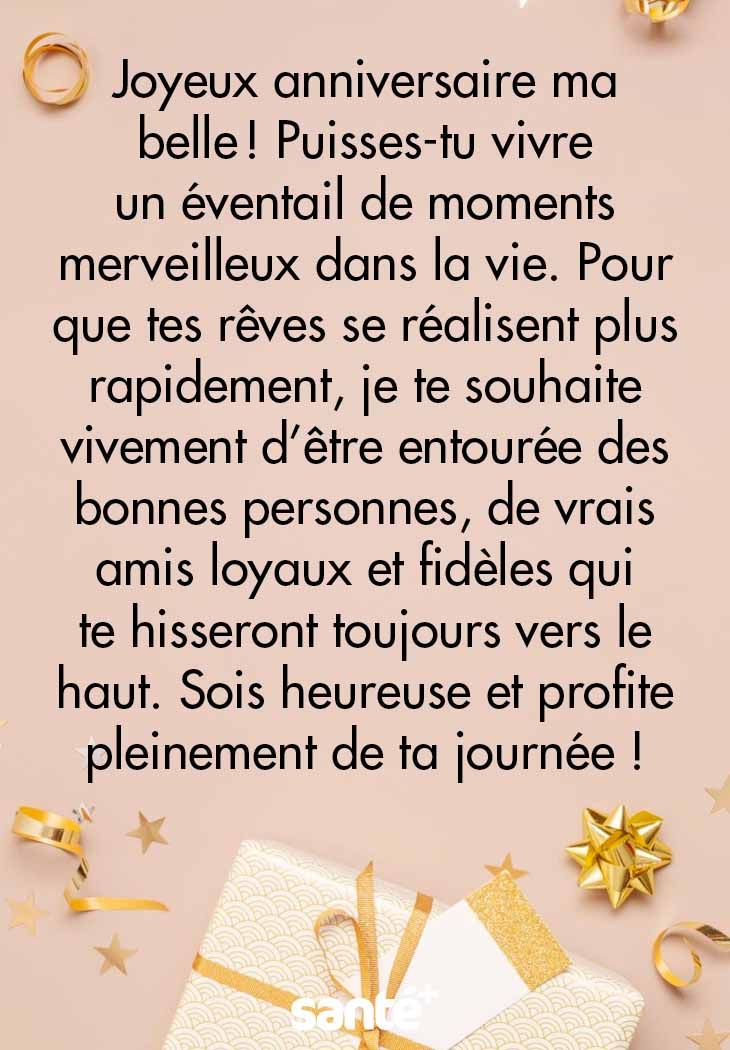 Joyeux anniversaire ma
belle ! Puisses-tu vivre
un éventail de moments
merveilleux dans la vie. Pour
que tes rêves se réalisent plus
rapidement, je te souhaite
vivement d’être entourée des
bonnes personnes, de vrais
amis loyaux et fidèles qui
te hisseront toujours vers le
haut. Sois heureuse et profite
pleinement de ta journée !
santé+